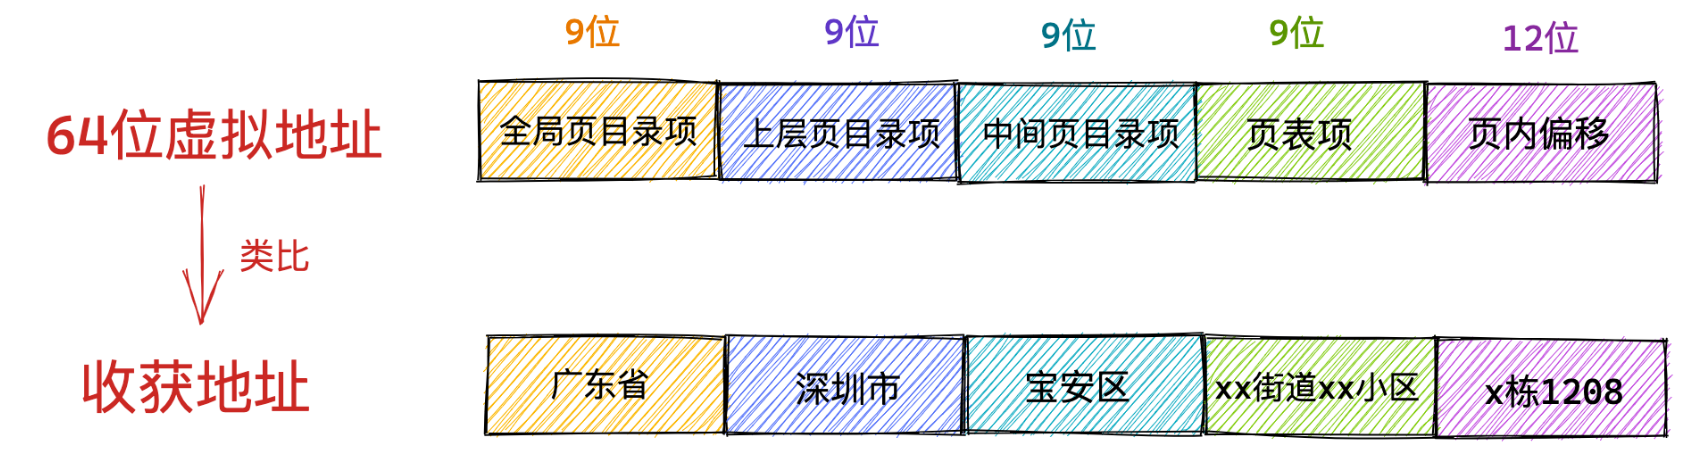 9位 9位 9位 9位 12位
64位虚拟地址 全局页目录项 上层页目录项 中间页目录项 页表项 页内偏移
类比
收获地址 广东省 深圳市 宝安区 xx街道xx小区 x栋1208